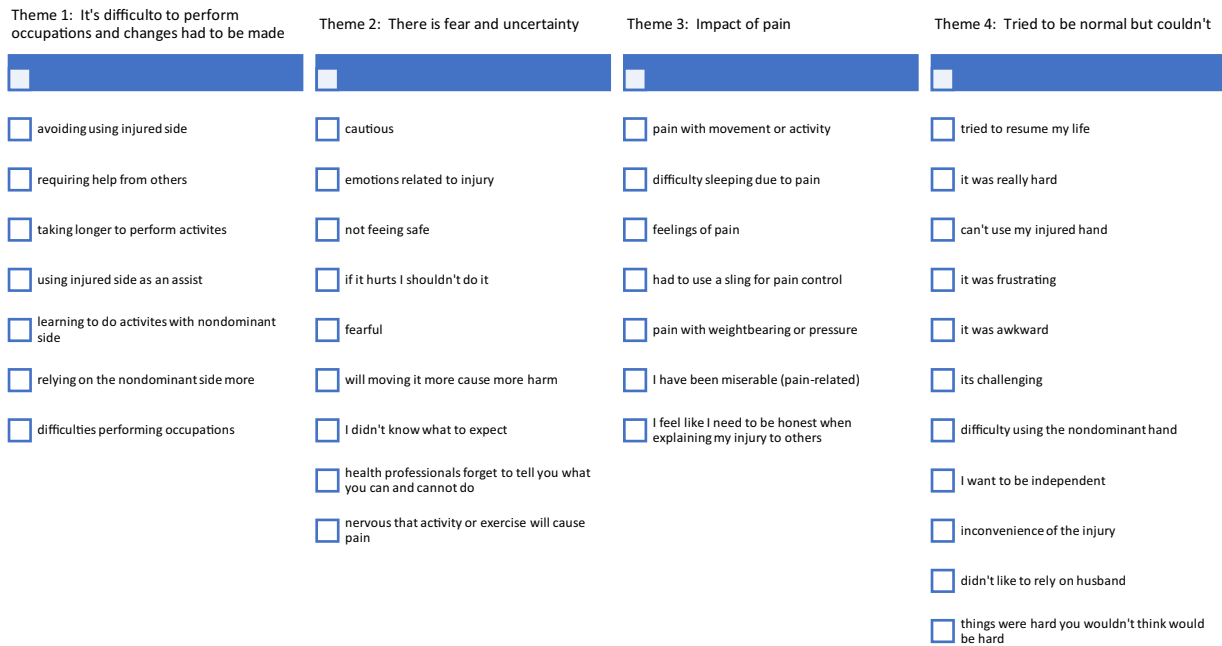 Theme 1:  It's difficulto to perform
occupations and changes had to be made
avoiding using injured side
requiring help from others
taking longer to perform activites
using injured side as an assist
learning to do activites with nondominant
side
relying on the nondominant side more
difficulties performing occupations
Theme 2:  There is fear and uncertainty
cautious
emotions related to injury
not feeing safe
if it hurts I shouldn't do it
fearful
will moving it more cause more harm
I didn't know what to expect
health professionals forget to tell you what
you can and cannot do
nervous that activity or exercise will cause
pain
Theme 3:  Impact of pain
pain with movement or activity
difficulty sleeping due to pain
feelings of pain
had to use a sling for pain control
pain with weightbearing or pressure
I have been miserable (pain-related)
I feel like I need to be honest when
explaining my injury to others
Theme 4:  Tried to be normal but couldn't
tried to resume my life
it was really hard
can't use my injured hand
it was frustrating
it was awkward
its challenging
difficulty using the nondominant hand
I want to be independent
inconvenience of the injury
didn't like to rely on husband
things were hard you wouldn't think would
be hard